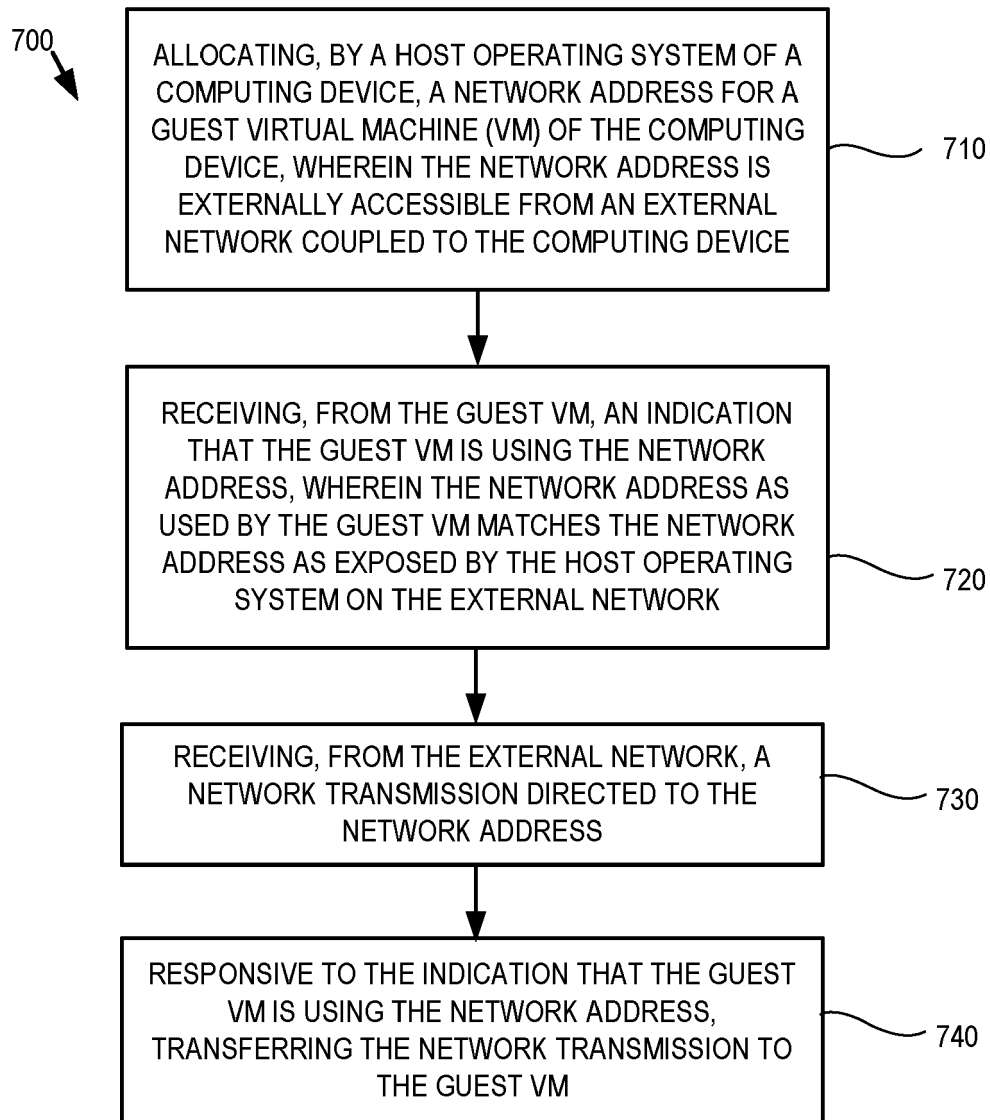 700
ALLOCATING, BY A HOST OPERATING SYSTEM OF A
COMPUTING DEVICE, A NETWORK ADDRESS FOR A
GUEST VIRTUAL MACHINE (VM) OF THE COMPUTING
DEVICE, WHEREIN THE NETWORK ADDRESS IS
EXTERNALLY ACCESSIBLE FROM AN EXTERNAL
NETWORK COUPLED TO THE COMPUTING DEVICE
710
RECEIVING, FROM THE GUEST VM, AN INDICATION
THAT THE GUEST VM IS USING THE NETWORK
ADDRESS, WHEREIN THE NETWORK ADDRESS AS
USED BY THE GUEST VM MATCHES THE NETWORK
ADDRESS AS EXPOSED BY THE HOST OPERATING
SYSTEM ON THE EXTERNAL NETWORK
720
RECEIVING, FROM THE EXTERNAL NETWORK, A
NETWORK TRANSMISSION DIRECTED TO THE
NETWORK ADDRESS
730
RESPONSIVE TO THE INDICATION THAT THE GUEST
VM IS USING THE NETWORK ADDRESS,
TRANSFERRING THE NETWORK TRANSMISSION TO
THE GUEST VM
740